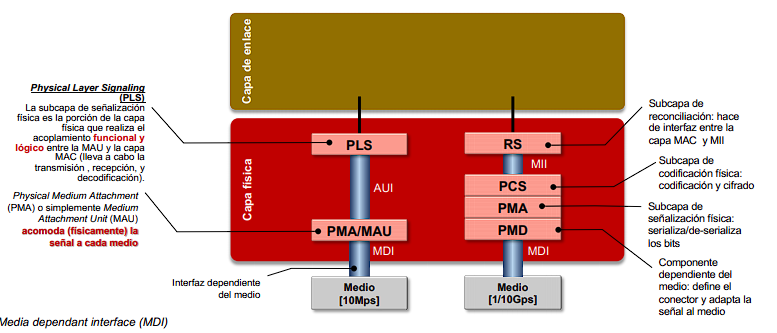 Capa de enlace
Physical Layer Signaling
(PLS)
La subcapa de señalización
física es la porción de la capa
física que realiza el
acoplamiento funcional y
lógico entre la MAU y la capa
MAC (lleva a cabo la
transmisión , recepción, y
decodificación).
Physical Medium Attachment
(PMA) o simplemente Medium
Attachment Unit (MAU)
acomoda (físicamente) la
señal a cada medio
Interfaz dependiente
del medio
Capa física
PLS
AUI
PMA/MAU
MDI
Medio
[10Mps]
RS
MII
PCS
PMA
PMD
MDI
Medio
[1/10Gps]
Subcapa de
reconciliación: hace
de interfaz entre la
capa MAC y MII
Subcapa de
codificación física:
codificación y cifrado
Subcapa de
señalización física:
serializa/de-serializa
los bits
Componente
dependiente del
medio: define el
conector y adapta la
señal al medio
Media dependant interface (MDI)